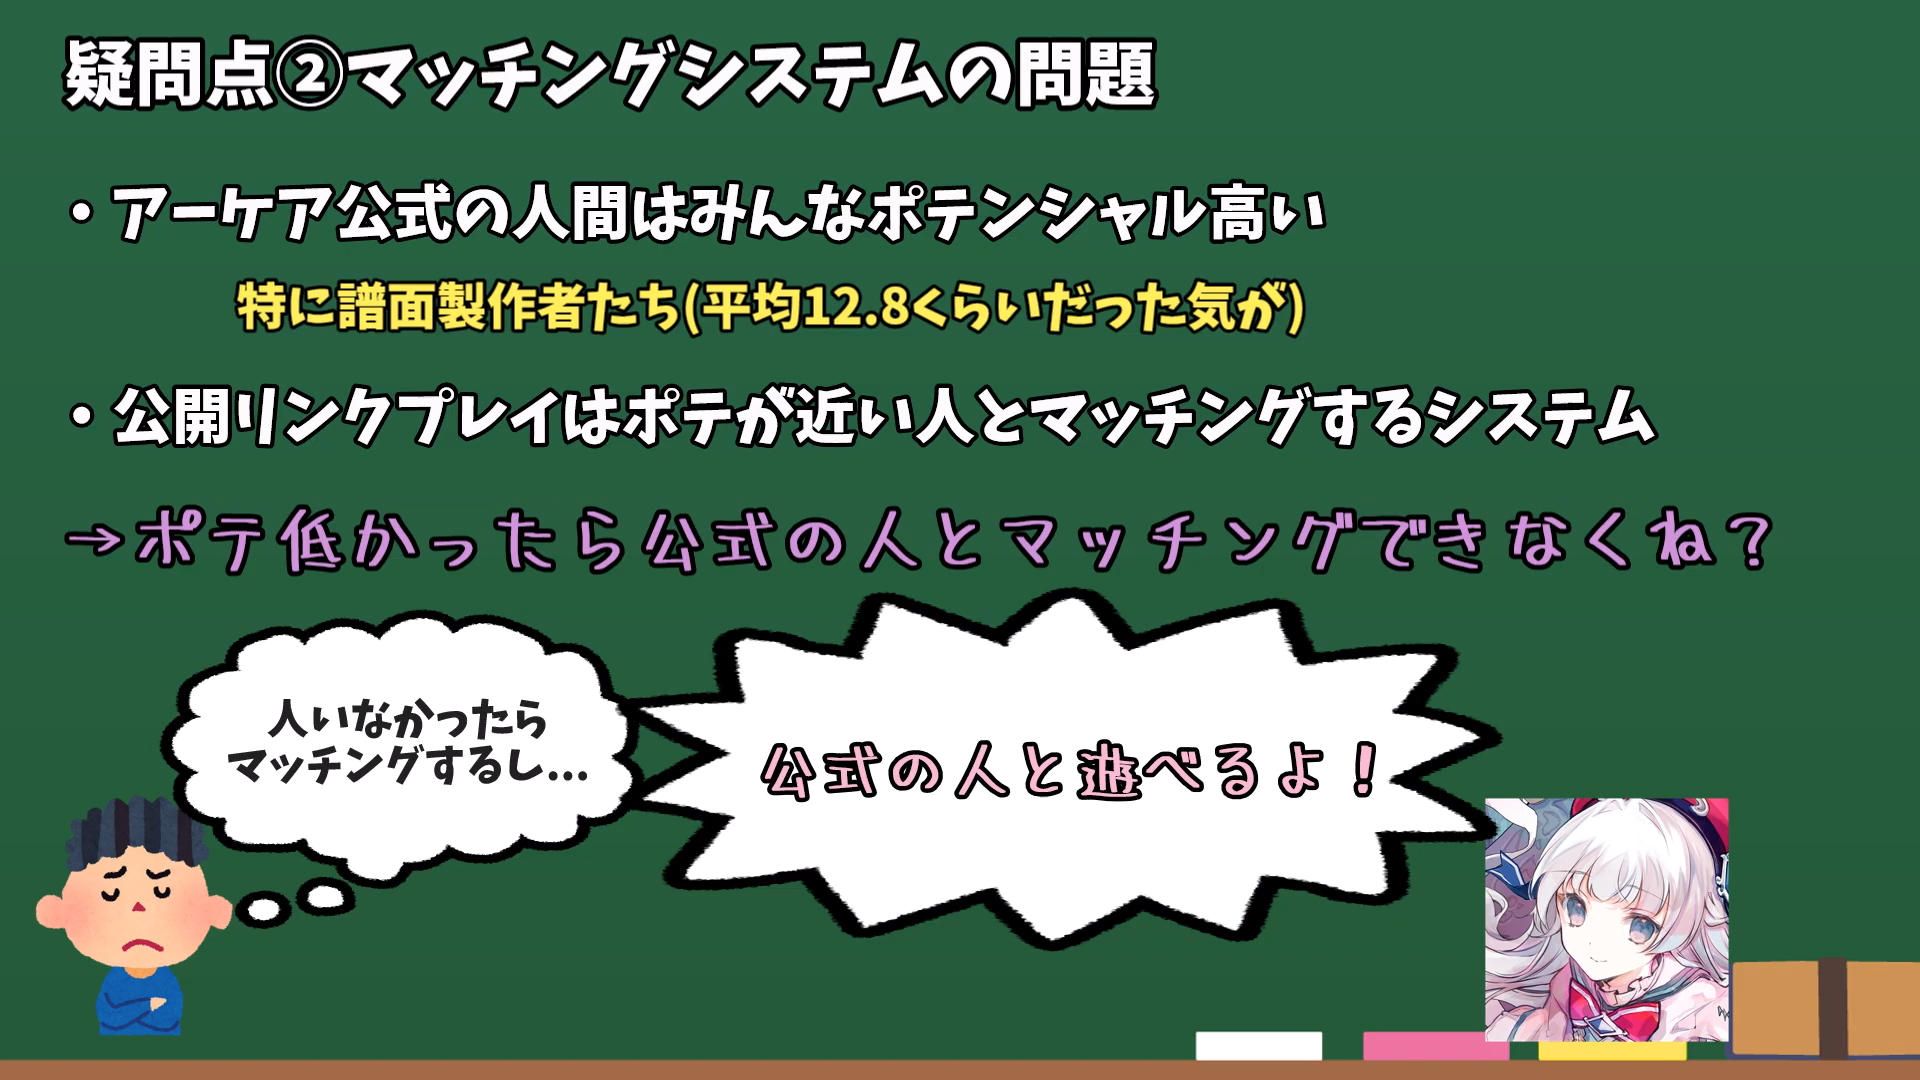 疑問点②マッチングシステムの問題
・アーケア公式の人間はみんなポテンシャル高い
特に譜面製作者たち(平均12.8くらいだった気が)
・公開リンクプレイはポテが近い人とマッチングするシステム
→ポテ低かったら公式の人とマッチングできなくね？
人いなかったら
マッチングするし...
公式の人と遊べるよ！